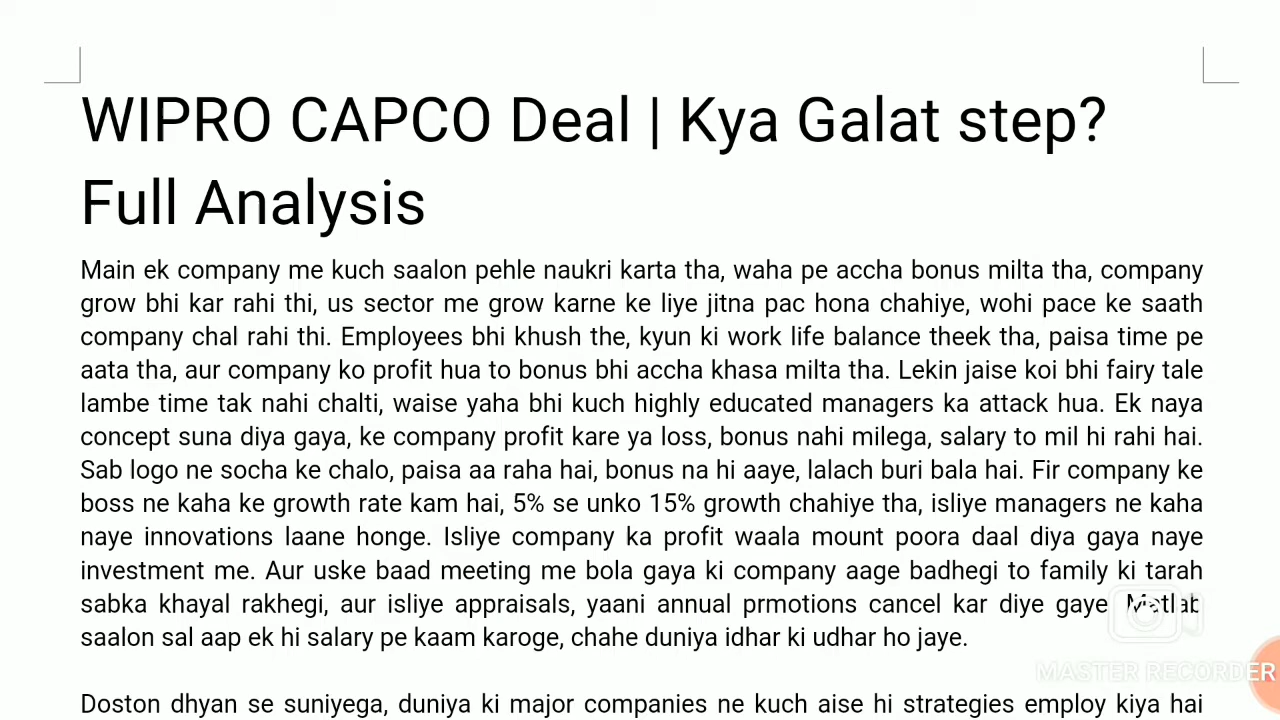 WIPRO CAPCO Deal | Kya Galat step?
Full Analysis
Main ek company me kuch saalon pehle naukri karta tha, waha pe accha bonus milta tha, company
grow bhi kar rahi thi, us sector me grow karne ke liye jitna pac hona chahiye, wohi pace ke saath
company chal rahi thi. Employees bhi khush the, kyun ki work life balance theek tha, paisa time pe
aata tha, aur company ko profit hua to bonus bhi accha khasa milta tha. Lekin jaise koi bhi fairy tale
lambe time tak nahi chalti, waise yaha bhi kuch highly educated managers ka attack hua. Ek naya
concept suna diya gaya, ke company profit kare ya loss, bonus nahi milega, salary to mil hi rahi hai.
Sab logo ne socha ke chalo, paisa aa raha hai, bonus na hi aaye, lalach buri bala hai. Fir company ke
boss ne kaha ke growth rate kam hai, 5% se unko 15% growth chahiye tha, isliye managers ne kaha
naye innovations laane honge. Isliye company ka profit waala mount poora daal diya gaya naye
investment me. Aur uske baad meeting me bola gaya ki company aage badhegi to family ki tarah
sabka khayal rakhegi, aur isliye appraisals, yaani annual prmotions cancel kar diye gaye. Matlab
saalon sal aap ek hi salary pe kaam karoge, chahe duniya idhar ki udhar ho jaye.
MASTER RECORDER
Doston dhyan se suniyega, duniya ki major companies ne kuch aise hi strategies employ kiya hai